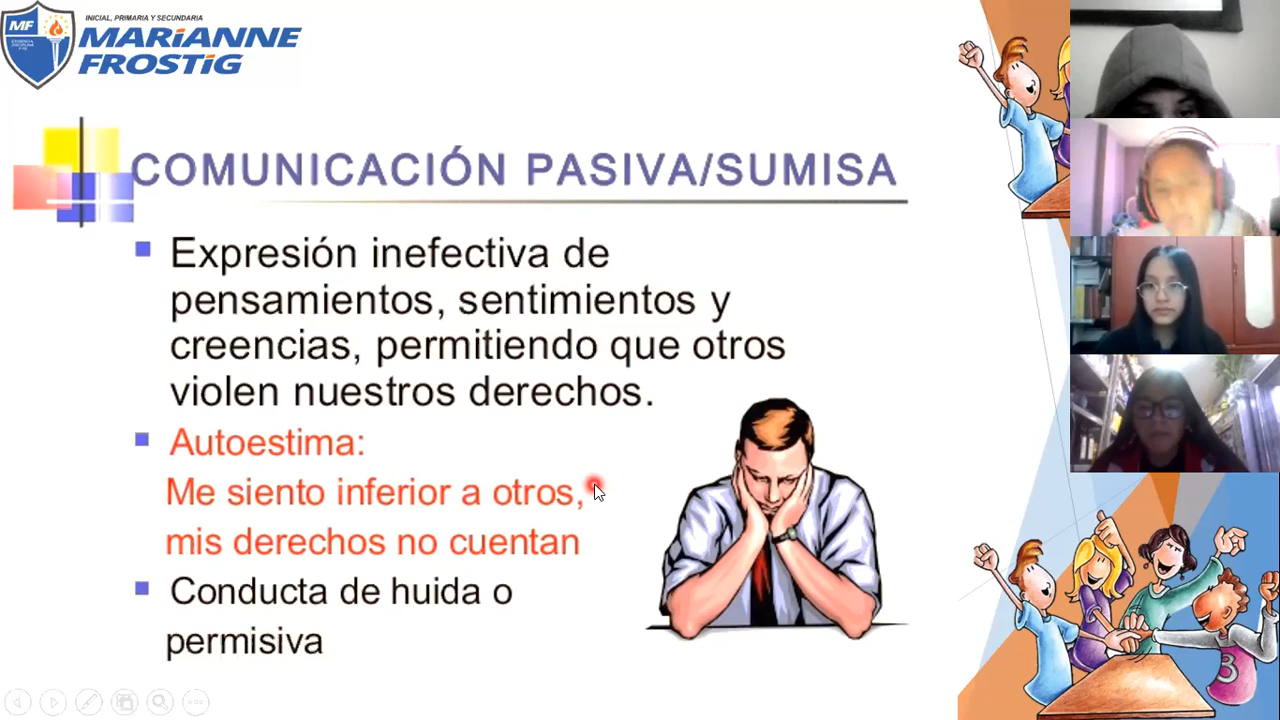 MF
INICIAL, PRIMARIA Y SECUNDARIA
MARIANNE
FROSTIG
COMUNICACIÓN PASIVA/SUMISA
Expresión inefectiva de
pensamientos, sentimientos y
creencias, permitiendo que otros
violen nuestros derechos.
Autoestima:
Me siento inferior a otros,
mis derechos no cuentan
Conducta de huida o
permisiva
3